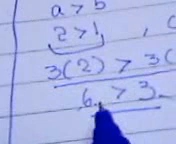 a > b
2 > 1 , (
3(2) > 3(
6 > 3